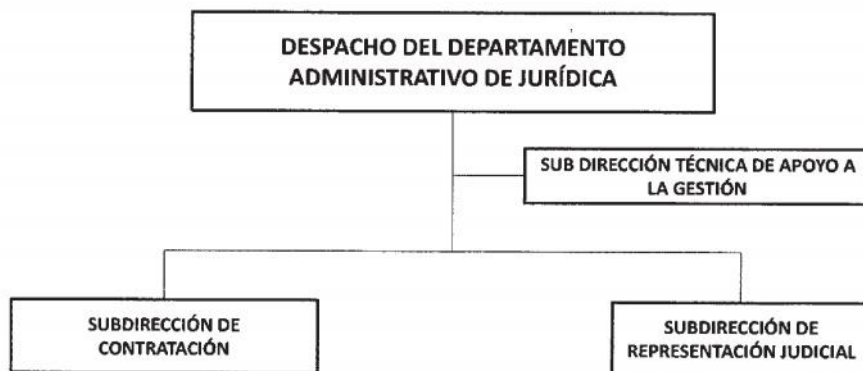 DESPACHO DEL DEPARTAMENTO
ADMINISTRATIVO DE JURÍDICA
SUB DIRECCIÓN TÉCNICA DE APOYO A
LA GESTIÓN
SUBDIRECCIÓN DE
CONTRATACIÓN
SUBDIRECCIÓN DE
REPRESENTACIÓN JUDICIAL